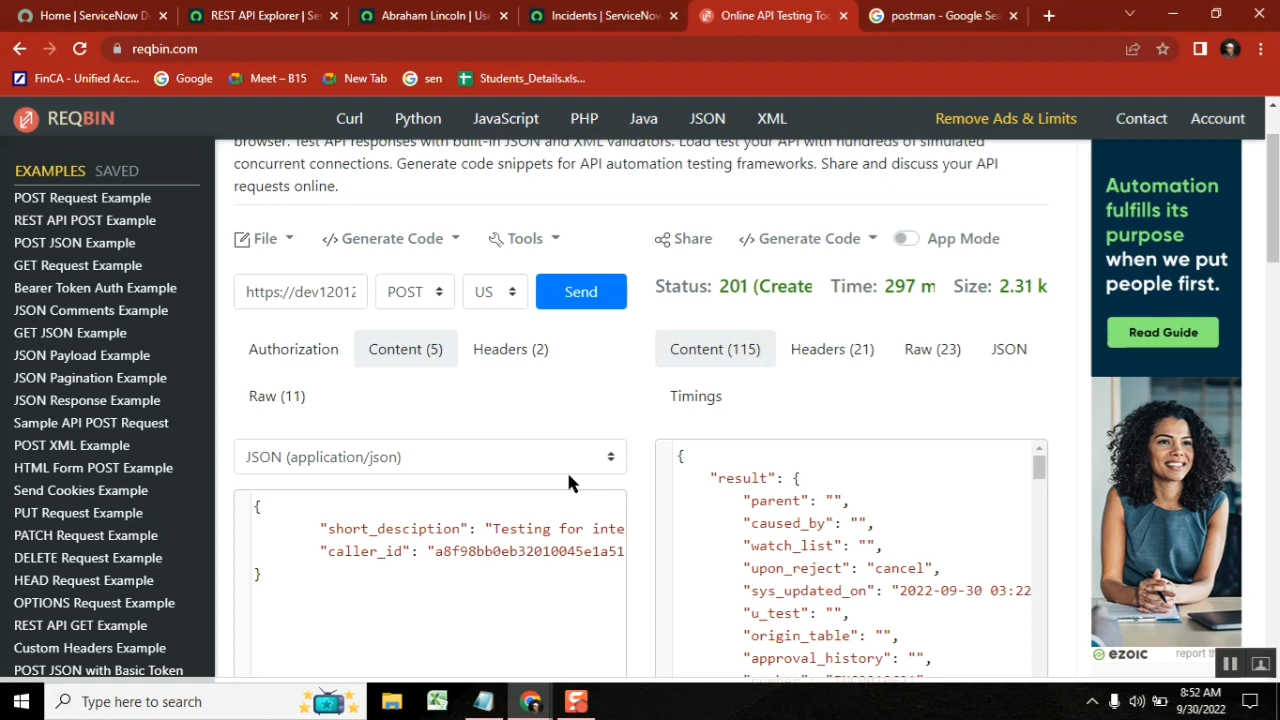 Home | ServiceNow D
REST API Explorer | Se
Abraham Lincoln | Use
Incidents | ServiceNow
Online API Testing Too
postman - Google Sea
reqbin.com
FinCA - Unified Acc...
Google
Meet – B15
New Tab
sen
Students_Details.xls...
REQBIN
Curl
Python
JavaScript
PHP
Java
JSON
XML
Remove Ads & Limits
Contact
Account
EXAMPLES SAVED
POST Request Example
REST API POST Example
POST JSON Example
GET Request Example
Bearer Token Auth Example
JSON Comments Example
GET JSON Example
JSON Payload Example
JSON Pagination Example
JSON Response Example
Sample API POST Request
POST XML Example
HTML Form POST Example
Send Cookies Example
PUT Request Example
PATCH Request Example
DELETE Request Example
HEAD Request Example
OPTIONS Request Example
REST API GET Example
Custom Headers Example
POST JSON with Basic Token
browser. Test API responses with built-in JSON and XML validators. Load test your API with hundreds of simulated
concurrent connections. Generate code snippets for API automation testing frameworks. Share and discuss your API
requests online.
File
</> Generate Code
Tools
Share
</> Generate Code
App Mode
https://dev12012
POST
US
Send
Status: 201 (Create
Time: 297 m
Size: 2.31 k
Authorization
Content (5)
Headers (2)
Raw (11)
Content (115)
Headers (21)
Raw (23)
JSON
Timings
JSON (application/json)
{
"short_desciption": "Testing for inte
"caller_id": "a8f98bb0eb32010045e1a51
}
{
"result": {
"parent": "",
"caused_by": "",
"watch_list": "",
"upon_reject": "cancel",
"sys_updated_on": "2022-09-30 03:22
"u_test": "",
"origin_table": "",
"approval_history": "",
Automation
fulfills its
purpose
when we put
people first.
Read Guide
ezoic
report th
Type here to search
8:52 AM
9/30/2022